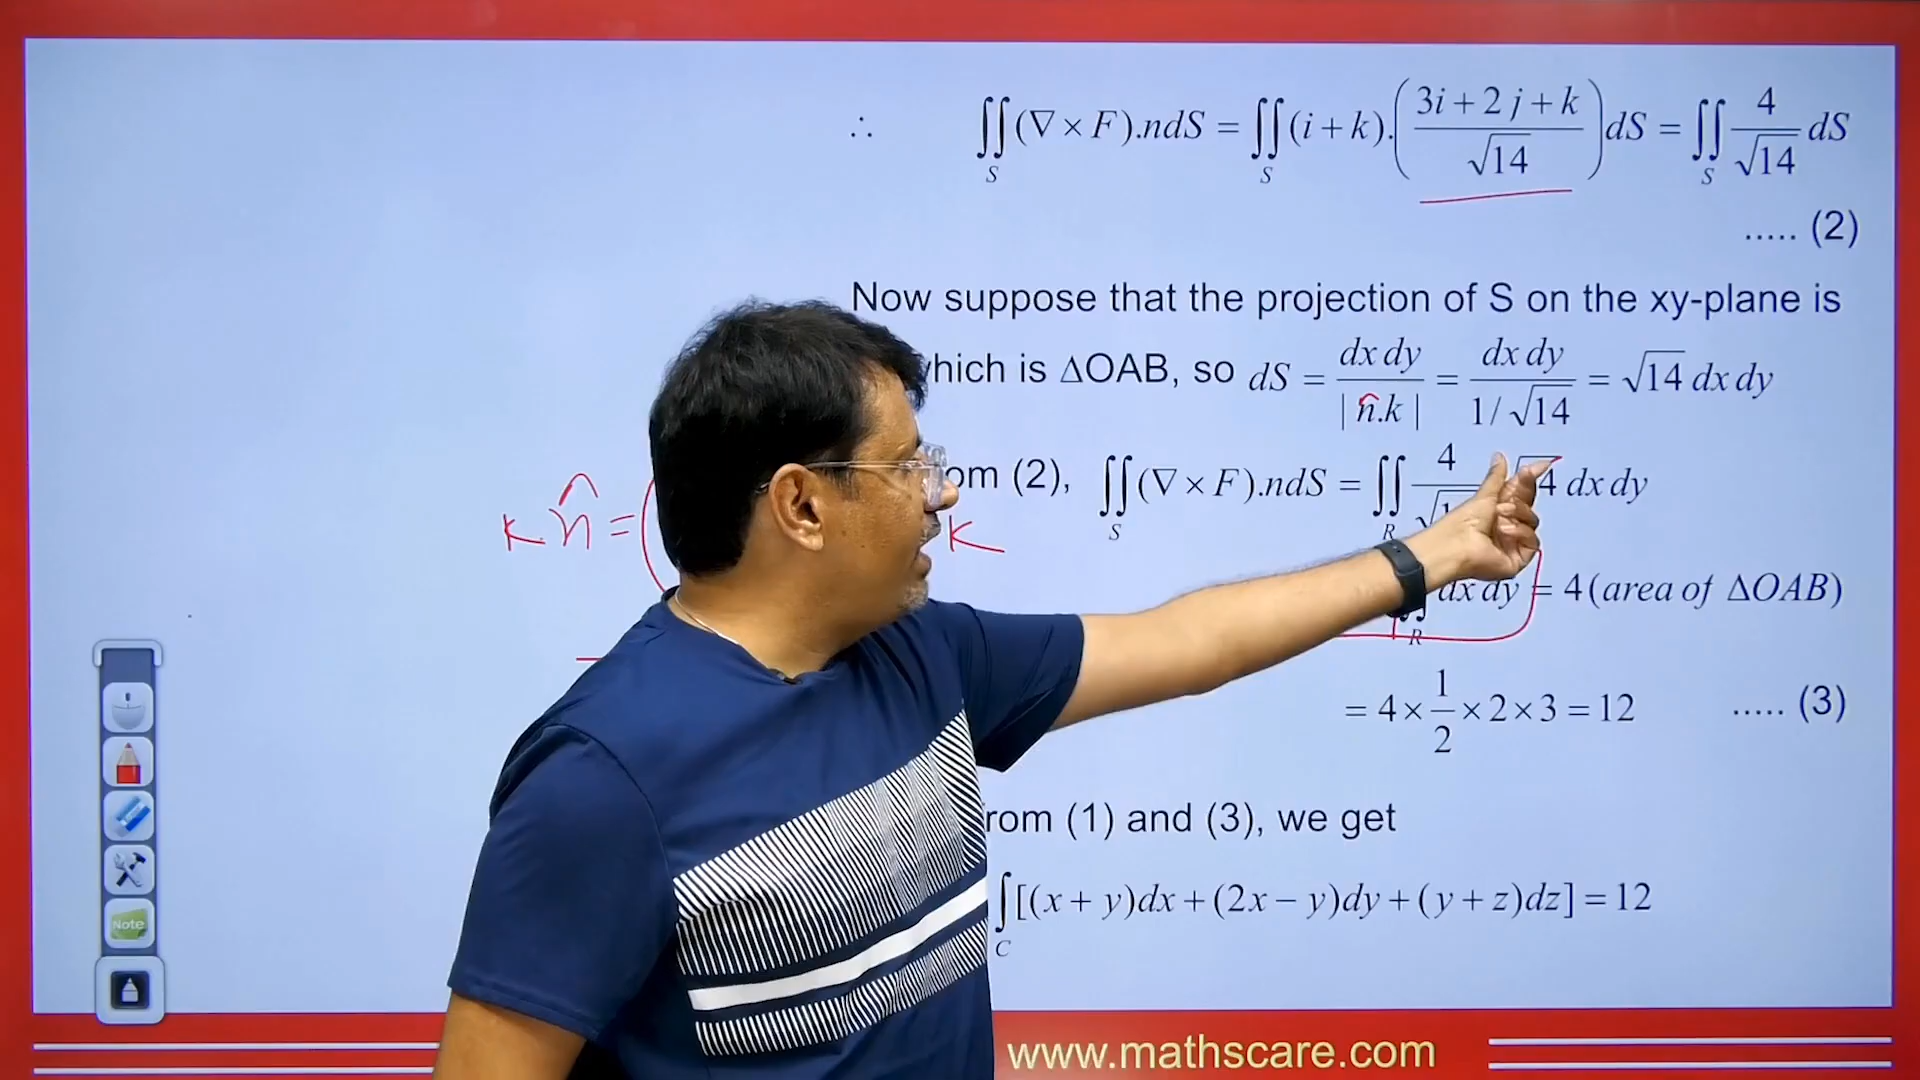 ∴ ∬_S (∇ × F).ndS = ∬_S (i + k).((3i + 2j + k)/√14) dS = ∬_S 4/√14 dS
..... (2)
Now suppose that the projection of S on the xy-plane is
which is ΔOAB, so dS = dx dy/| n̂.k | = dx dy/(1/√14) = √14 dx dy
(2), ∬_S (∇ × F).ndS = ∬_R 4 dx dy
k n̂ = ( k
∬_R dx dy = 4(area of ΔOAB)
= 4 × 1/2 × 2 × 3 = 12 ..... (3)
(1) and (3), we get
∫_C [(x + y)dx + (2x − y)dy + (y + z)dz] = 12
Note
www.mathscare.com